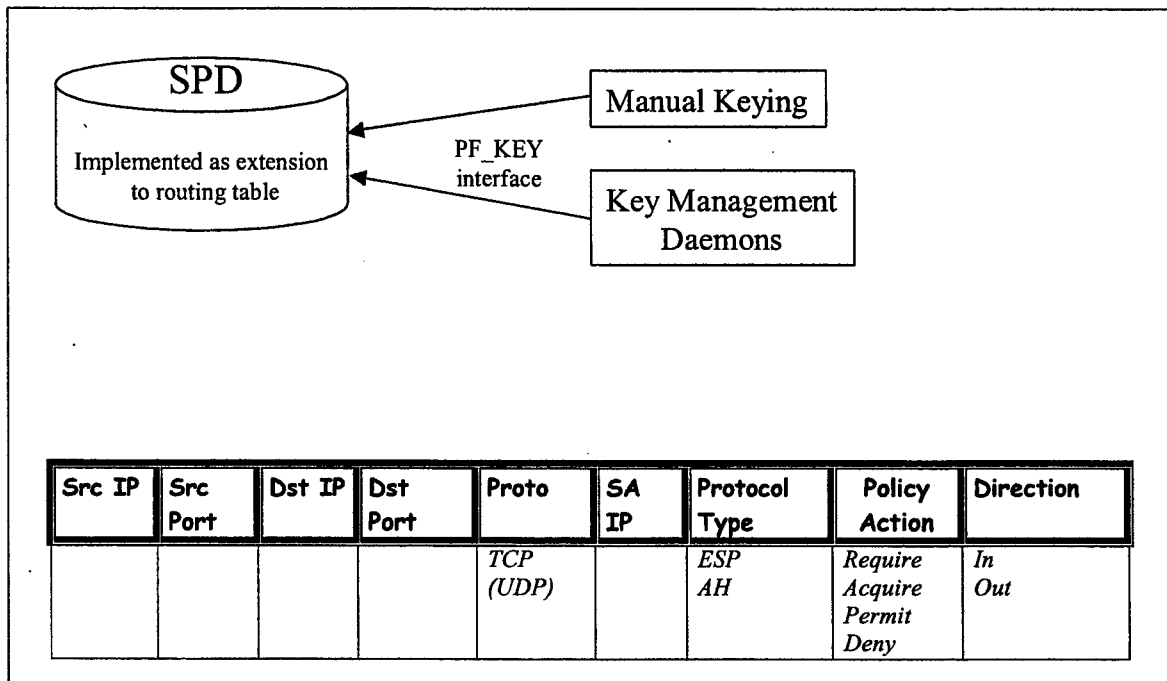 SPD
Implemented as extension
to routing table
PF_KEY
interface
Manual Keying
Key Management
Daemons
Src IP
Src
Port
Dst IP
Dst
Port
Proto
SA
IP
Protocol
Type
Policy
Action
Direction
TCP
(UDP)
ESP
AH
Require
Acquire
Permit
Deny
In
Out